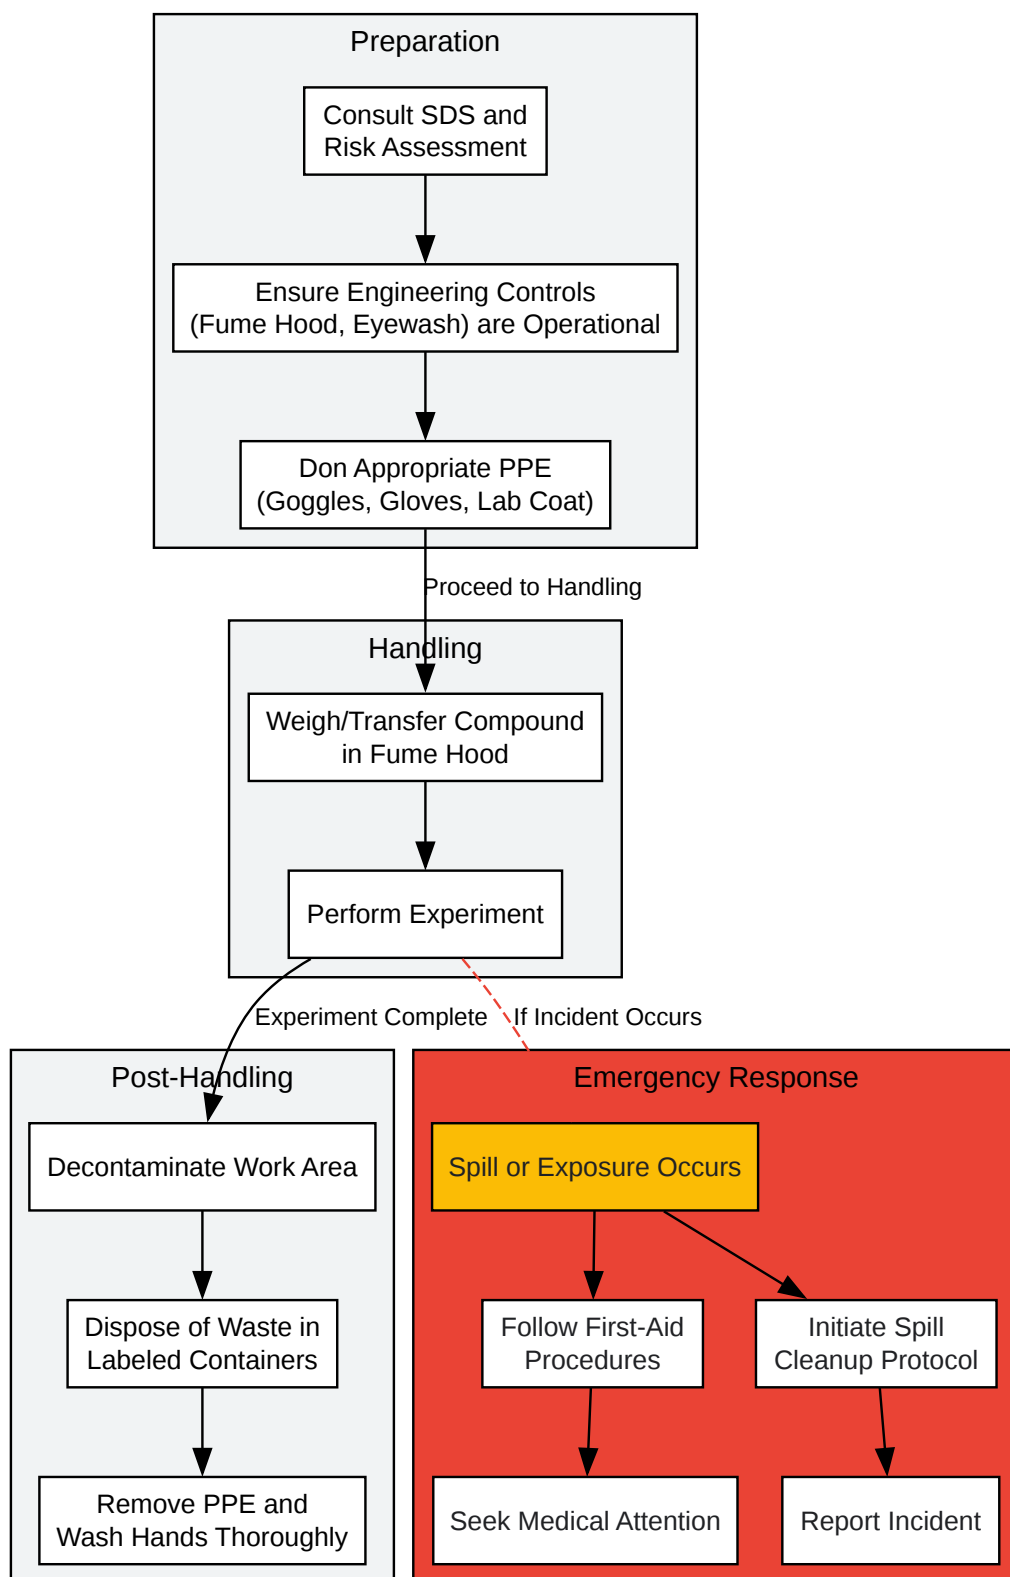 Preparation
Consult SDS and
Risk Assessment
Ensure Engineering Controls
(Fume Hood, Eyewash) are Operational
Don Appropriate PPE
(Goggles, Gloves, Lab Coat)
Proceed to Handling
Handling
Weigh/Transfer Compound
in Fume Hood
Perform Experiment
Experiment Complete
If Incident Occurs
Post-Handling
Decontaminate Work Area
Dispose of Waste in
Labeled Containers
Remove PPE and
Wash Hands Thoroughly
Emergency Response
Spill or Exposure Occurs
Follow First-Aid
Procedures
Initiate Spill
Cleanup Protocol
Seek Medical Attention
Report Incident